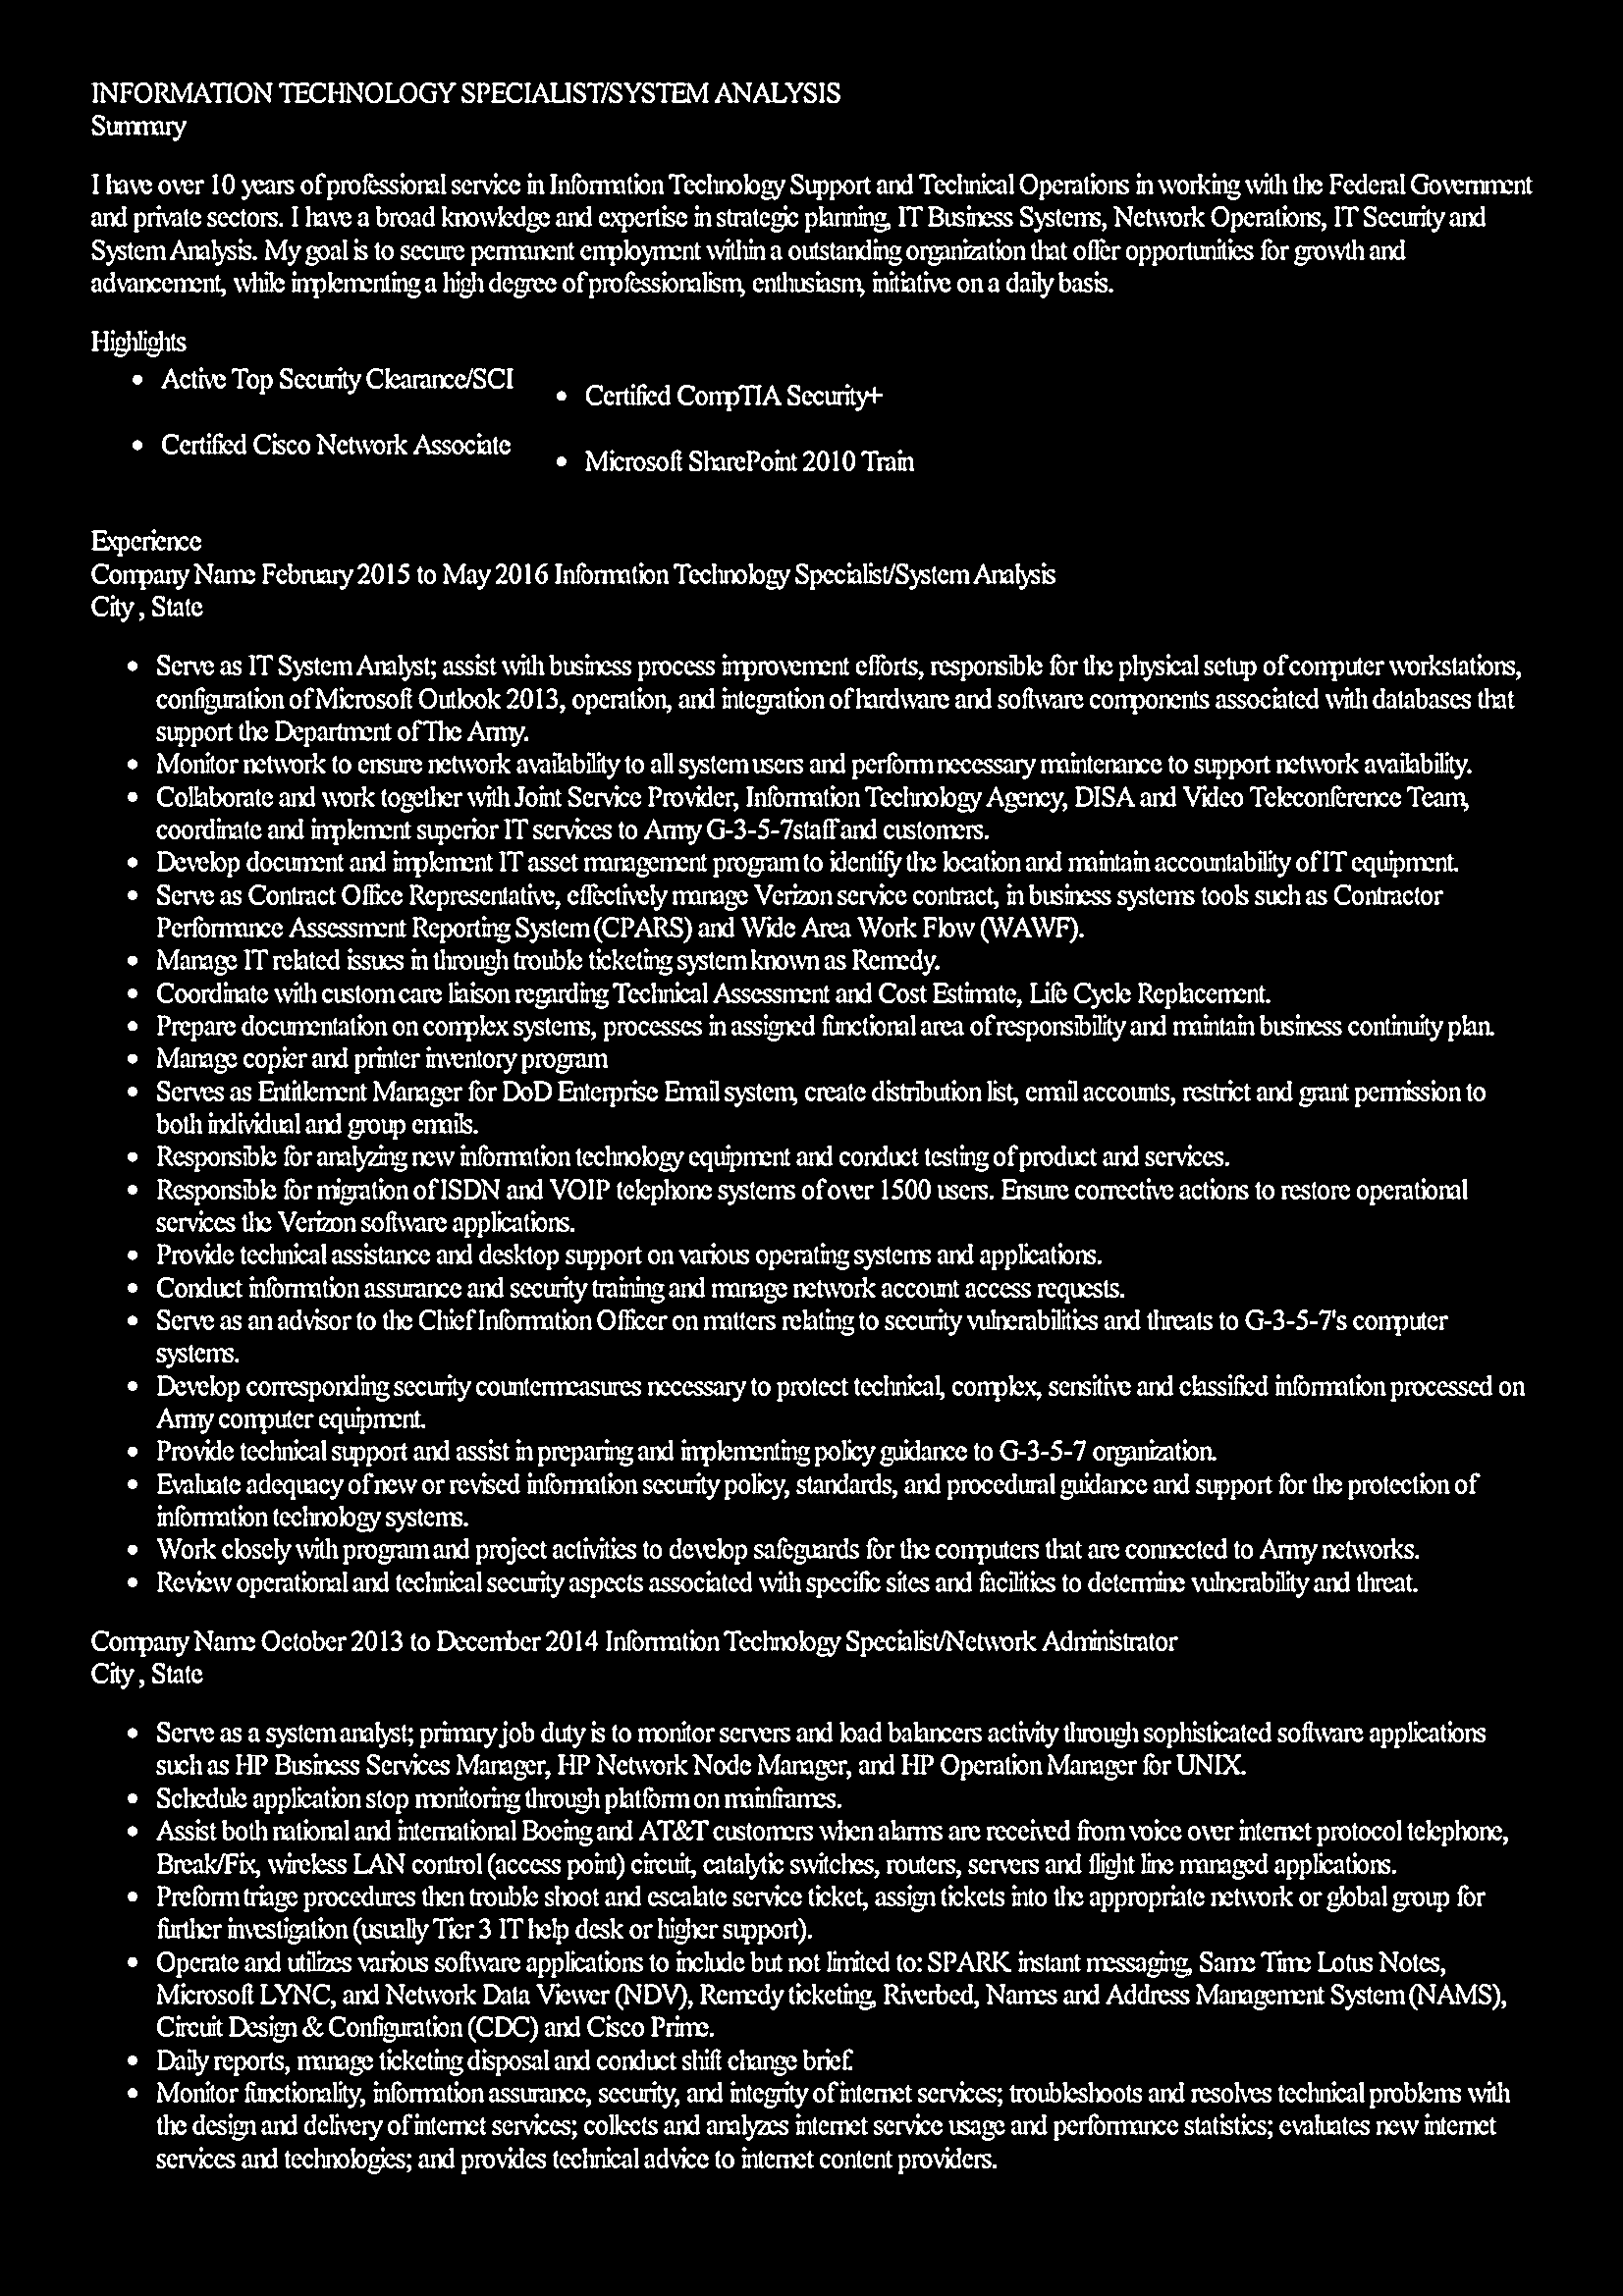 INFORMATION TECHNOLOGY SPECIALIST/SYSTEM ANALYSIS
Summary
I have over 10 years of professional service in Information Technology Support and Technical Operations in working with the Federal Government
and private sectors. I have a broad knowledge and expertise in strategic planning, IT Business Systems, Network Operations, IT Security and
System Analysis. My goal is to secure permanent employment within a outstanding organization that offer opportunities for growth and
advancement, while implementing a high degree of professionalism, enthusiasm, initiative on a daily basis.
Highlights
• Active Top Security Clearance/SCI
• Certified Cisco Network Associate
• Certified CompTIA Security+
• Microsoft SharePoint 2010 Train
Experience
Company Name February 2015 to May 2016 Information Technology Specialist/System Analysis
City , State
• Serve as IT System Analyst; assist with business process improvement efforts, responsible for the physical setup of computer workstations,
configuration of Microsoft Outlook 2013, operation, and integration of hardware and software components associated with databases that
support the Department of The Army.
• Monitor network to ensure network availability to all system users and perform necessary maintenance to support network availability.
• Collaborate and work together with Joint Service Provider, Information Technology Agency, DISA and Video Teleconference Team,
coordinate and implement superior IT services to Army G-3-5-7staff and customers.
• Develop document and implement IT asset management program to identify the location and maintain accountability of IT equipment.
• Serve as Contract Office Representative, effectively manage Verizon service contract, in business systems tools such as Contractor
Performance Assessment Reporting System (CPARS) and Wide Area Work Flow (WAWF).
• Manage IT related issues in through trouble ticketing system known as Remedy.
• Coordinate with custom care liaison regarding Technical Assessment and Cost Estimate, Life Cycle Replacement.
• Prepare documentation on complex systems, processes in assigned functional area of responsibility and maintain business continuity plan.
• Manage copier and printer inventory program
• Serves as Entitlement Manager for DoD Enterprise Email system, create distribution list, email accounts, restrict and grant permission to
both individual and group emails.
• Responsible for analyzing new information technology equipment and conduct testing of product and services.
• Responsible for migration of ISDN and VOIP telephone systems of over 1500 users. Ensure corrective actions to restore operational
services the Verizon software applications.
• Provide technical assistance and desktop support on various operating systems and applications.
• Conduct information assurance and security training and manage network account access requests.
• Serve as an advisor to the Chief Information Officer on matters relating to security vulnerabilities and threats to G-3-5-7's computer
systems.
• Develop corresponding security countermeasures necessary to protect technical, complex, sensitive and classified information processed on
Army computer equipment.
• Provide technical support and assist in preparing and implementing policy guidance to G-3-5-7 organization.
• Evaluate adequacy of new or revised information security policy, standards, and procedural guidance and support for the protection of
information technology systems.
• Work closely with program and project activities to develop safeguards for the computers that are connected to Army networks.
• Review operational and technical security aspects associated with specific sites and facilities to determine vulnerability and threat.
Company Name October 2013 to December 2014 Information Technology Specialist/Network Administrator
City , State
• Serve as a system analyst; primary job duty is to monitor servers and load balancers activity through sophisticated software applications
such as HP Business Services Manager, HP Network Node Manager, and HP Operation Manager for UNIX.
• Schedule application stop monitoring through platform on mainframes.
• Assist both national and international Boeing and AT&T customers when alarms are received from voice over internet protocol telephone,
Break/Fix, wireless LAN control (access point) circuit, catalytic switches, routers, servers and flight line managed applications.
• Preform triage procedures then trouble shoot and escalate service ticket, assign tickets into the appropriate network or global group for
further investigation (usually Tier 3 IT help desk or higher support).
• Operate and utilizes various software applications to include but not limited to: SPARK instant messaging, Same Time Lotus Notes,
Microsoft LYNC, and Network Data Viewer (NDV), Remedy ticketing, Riverbed, Names and Address Management System (NAMS),
Circuit Design & Configuration (CDC) and Cisco Prime.
• Daily reports, manage ticketing disposal and conduct shift change brief.
• Monitor functionality, information assurance, security, and integrity of internet services; troubleshoots and resolves technical problems with
the design and delivery of internet services; collects and analyzes internet service usage and performance statistics; evaluates new internet
services and technologies; and provides technical advice to internet content providers.